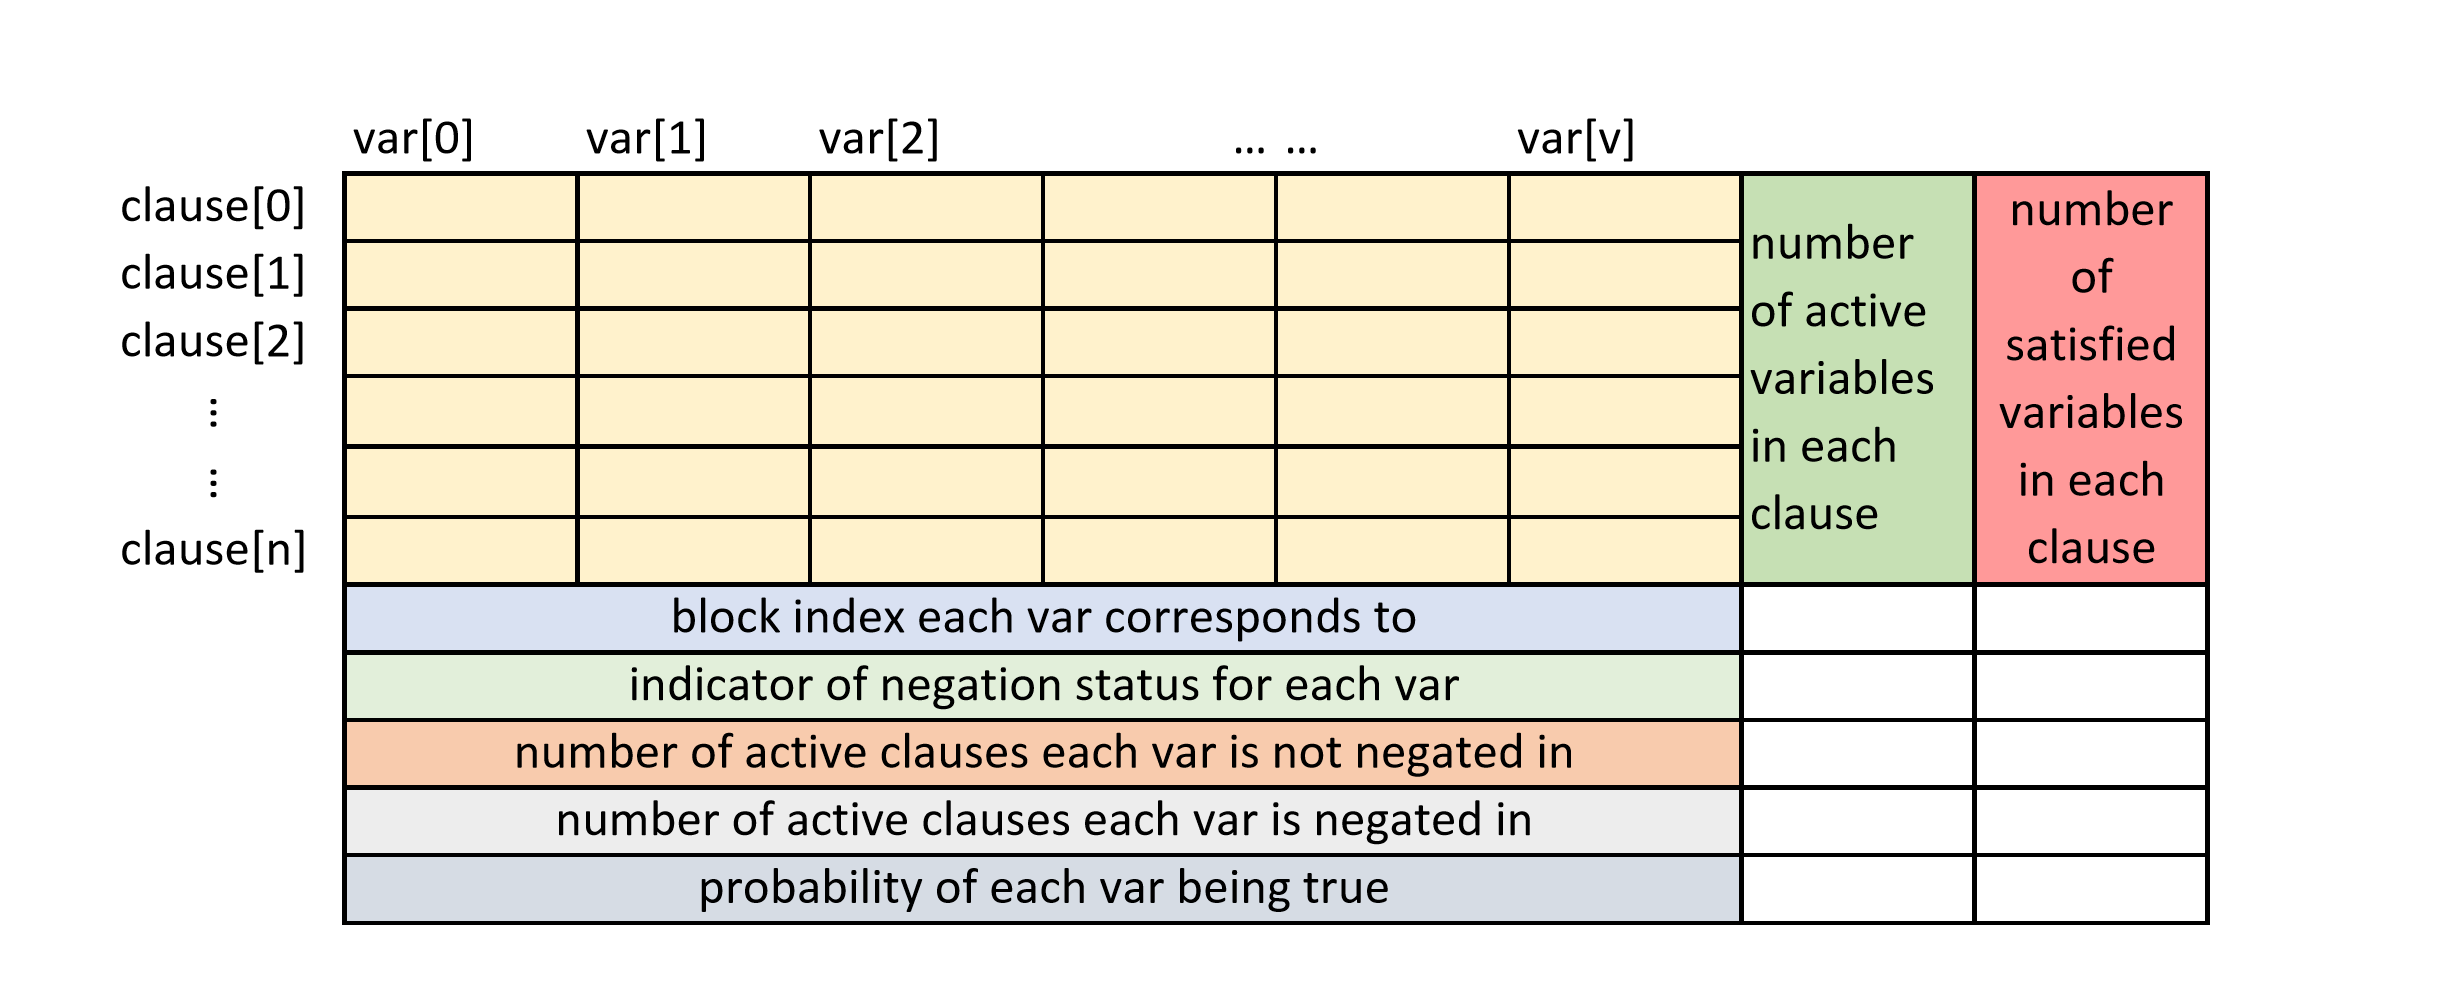 var[0] var[1] var[2] ... ... var[v]
clause[0]
clause[1]
clause[2]
⋮
⋮
clause[n]
number
of active
variables
in each
clause
number
of
satisfied
variables
in each
clause
block index each var corresponds to
indicator of negation status for each var
number of active clauses each var is not negated in
number of active clauses each var is negated in
probability of each var being true